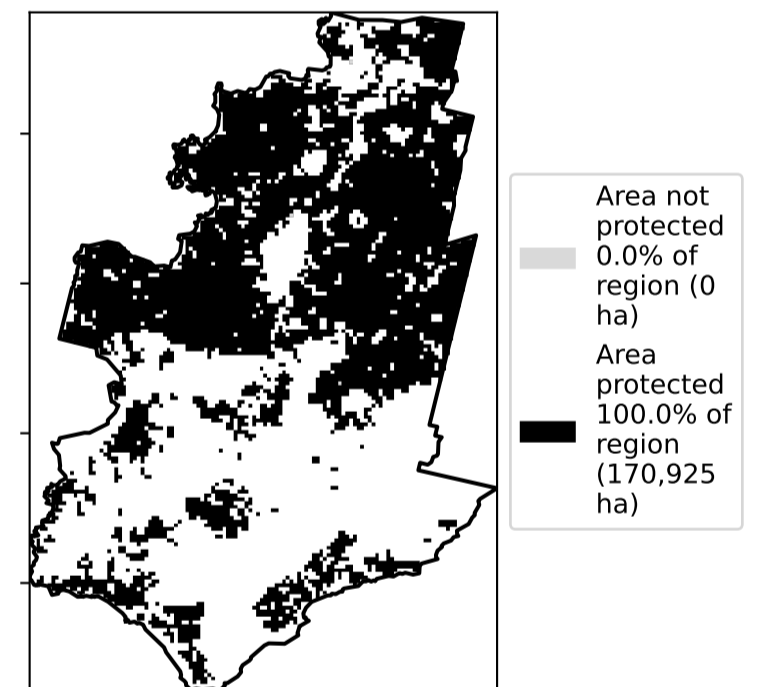 Area not
protected
0.0% of
region (0
ha)
Area
protected
100.0% of
region
(170,925
ha)